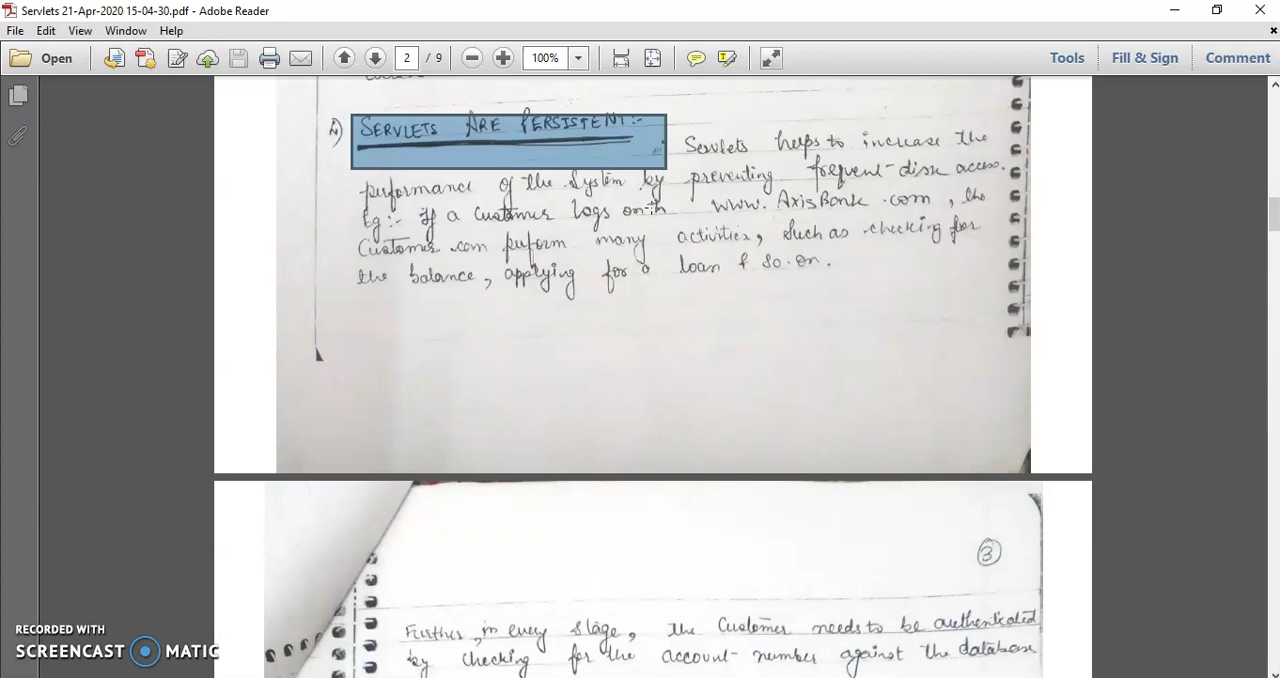 Servlets 21-Apr-2020 15-04-30.pdf - Adobe Reader
File Edit View Window Help
Open 2 / 9 100% Tools Fill & Sign Comment
2) SERVLETS ARE PERSISTENT:- Servlets helps to increase the
performance of the System by preventing frequent-disk access.
Eg:- If a customer logs on-to www.AxisBank.com, the
Customer can perform many activities, such as checking for
the balance, applying for a loan & so.on.
3
Further, in every stage, the customer needs to be authenticated
by checking for the account-number against the database
RECORDED WITH
SCREENCAST MATIC